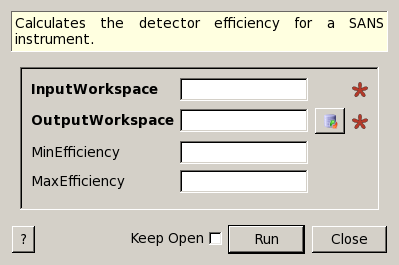 Calculates the detector efficiency for a SANS
instrument.
InputWorkspace *
OutputWorkspace *
MinEfficiency
MaxEfficiency
? Keep Open Run Close